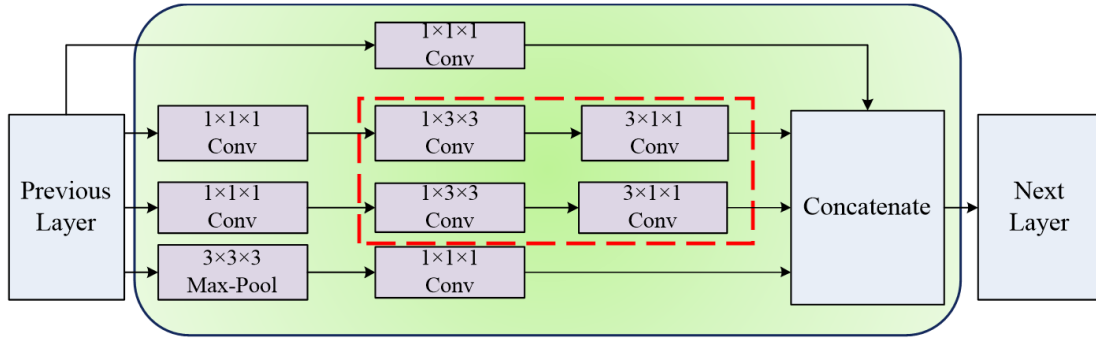 1×1×1
Conv
1×1×1
Conv
1×3×3
Conv
3×1×1
Conv
Previous
Layer
1×1×1
Conv
1×3×3
Conv
3×1×1
Conv
Concatenate
Next
Layer
3×3×3
Max-Pool
1×1×1
Conv